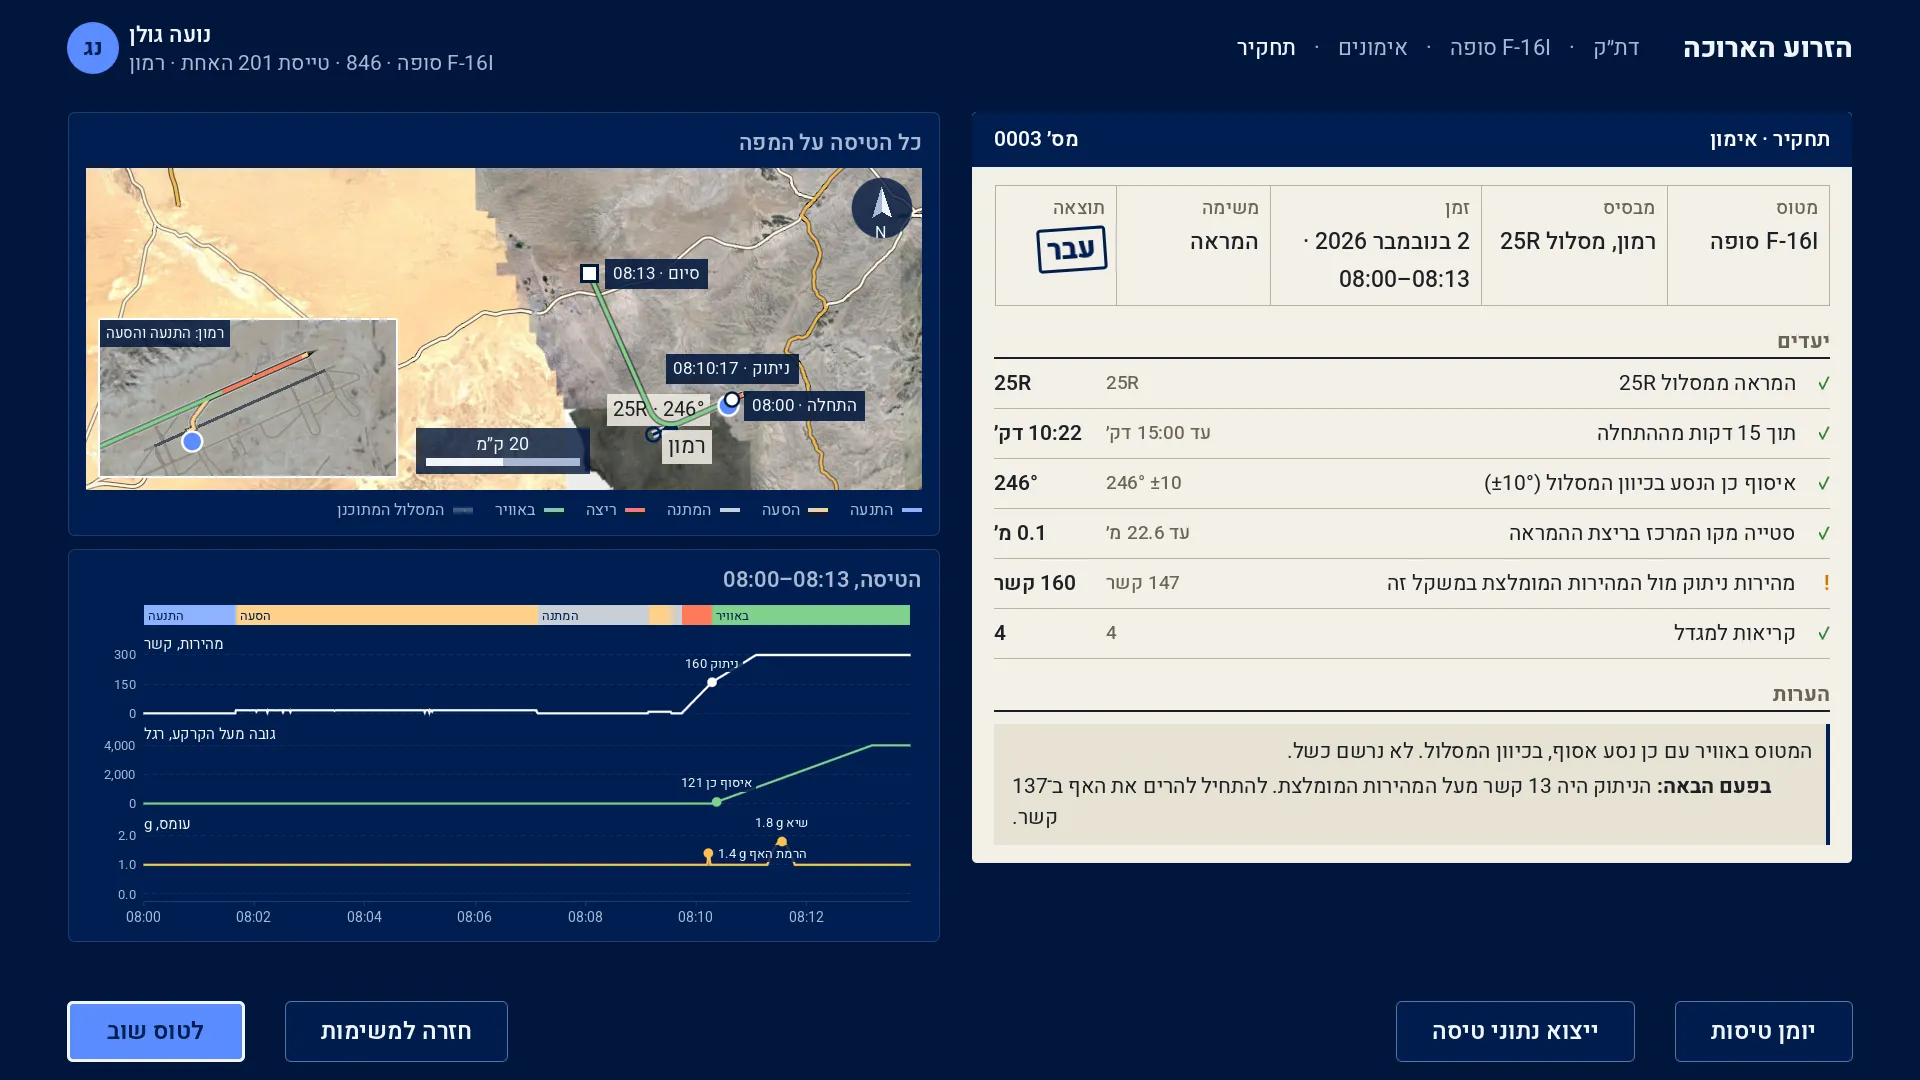 הזרוע הארוכה
דת״ק · F-16I סופה · אימונים · תחקיר
נועה גולן
F-16I סופה · 846 · טייסת 201 האחת · רמון
נג
תחקיר · אימון
מס׳ 0003
מטוס
F-16I סופה
מבסיס
רמון, מסלול 25R
זמן
2 בנובמבר 2026 ·
08:00–08:13
משימה
המראה
תוצאה
עבר
יעדים
✓ המראה ממסלול 25R 25R 25R
✓ תוך 15 דקות מההתחלה עד 15:00 דק׳ 10:22 דק׳
✓ איסוף כן הנסע בכיוון המסלול (±10°) 246° ±10 246°
✓ סטייה מקו המרכז בריצת ההמראה עד 22.6 מ׳ 0.1 מ׳
! מהירות ניתוק מול המהירות המומלצת במשקל זה 147 קשר 160 קשר
✓ קריאות למגדל 4 4
הערות
המטוס באוויר עם כן נסע אסוף, בכיוון המסלול. לא נרשם כשל.
בפעם הבאה: הניתוק היה 13 קשר מעל המהירות המומלצת. להתחיל להרים את האף ב־137
קשר.
כל הטיסה על המפה
N
סיום · 08:13
רמון: התנעה והסעה
ניתוק · 08:10:17
התחלה · 08:00
25R · 246°
רמון
20 ק״מ
התנעה
הסעה
המתנה
ריצה
באוויר
המסלול המתוכנן
הטיסה, 08:00–08:13
התנעה
הסעה
המתנה
באוויר
מהירות, קשר
300
150
0
ניתוק 160
גובה מעל הקרקע, רגל
4,000
2,000
0
איסוף כן 121
עומס, g
2.0
1.0
0.0
שיא 1.8 g
הרמת האף 1.4 g
08:00 08:02 08:04 08:06 08:08 08:10 08:12
יומן טיסות
ייצוא נתוני טיסה
חזרה למשימות
לטוס שוב